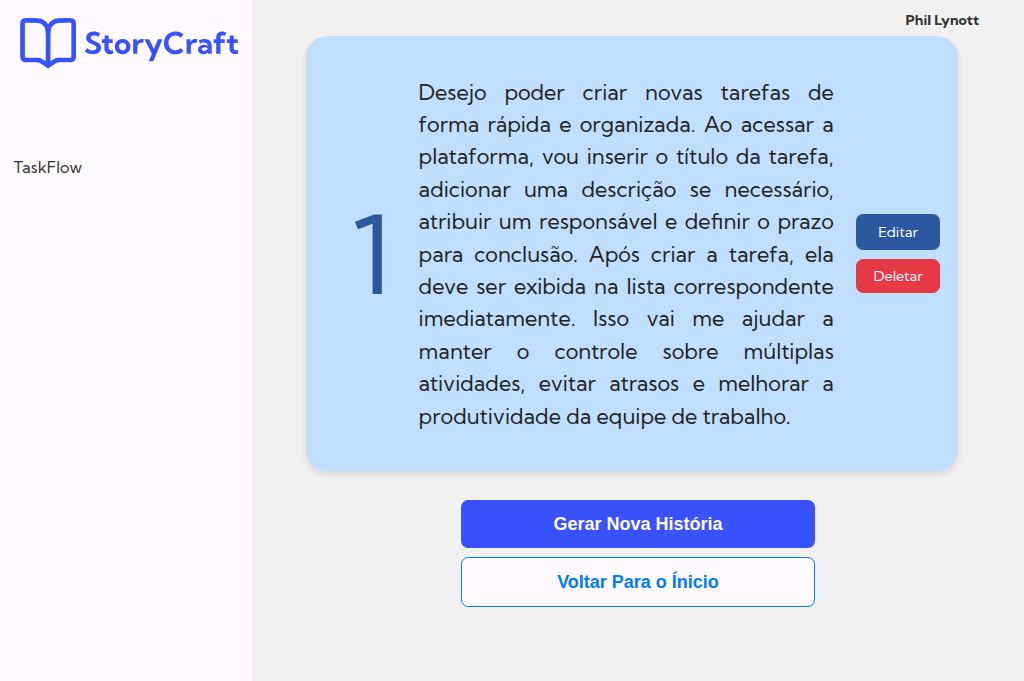 StoryCraft
Phil Lynott
TaskFlow
1
Desejo poder criar novas tarefas de
forma rápida e organizada. Ao acessar a
plataforma, vou inserir o título da tarefa,
adicionar uma descrição se necessário,
atribuir um responsável e definir o prazo
para conclusão. Após criar a tarefa, ela
deve ser exibida na lista correspondente
imediatamente. Isso vai me ajudar a
manter o controle sobre múltiplas
atividades, evitar atrasos e melhorar a
produtividade da equipe de trabalho.
Editar
Deletar
Gerar Nova História
Voltar Para o Ínicio